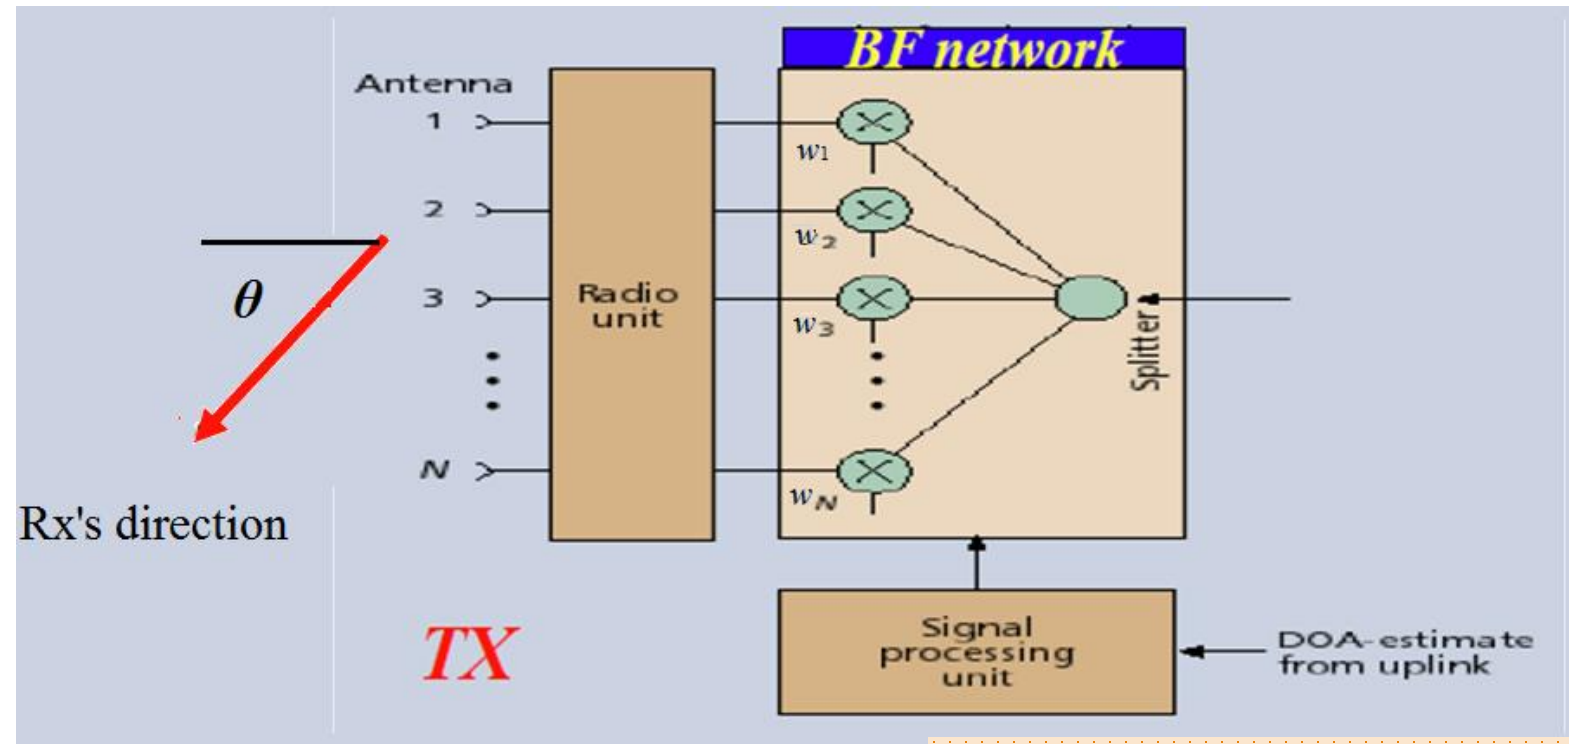 BF network
Antenna
1
w1
2
w2
θ
3
Radio
unit
w3
Splitter
N
wN
Rx's direction
TX
Signal
processing
unit
DOA-estimate
from uplink